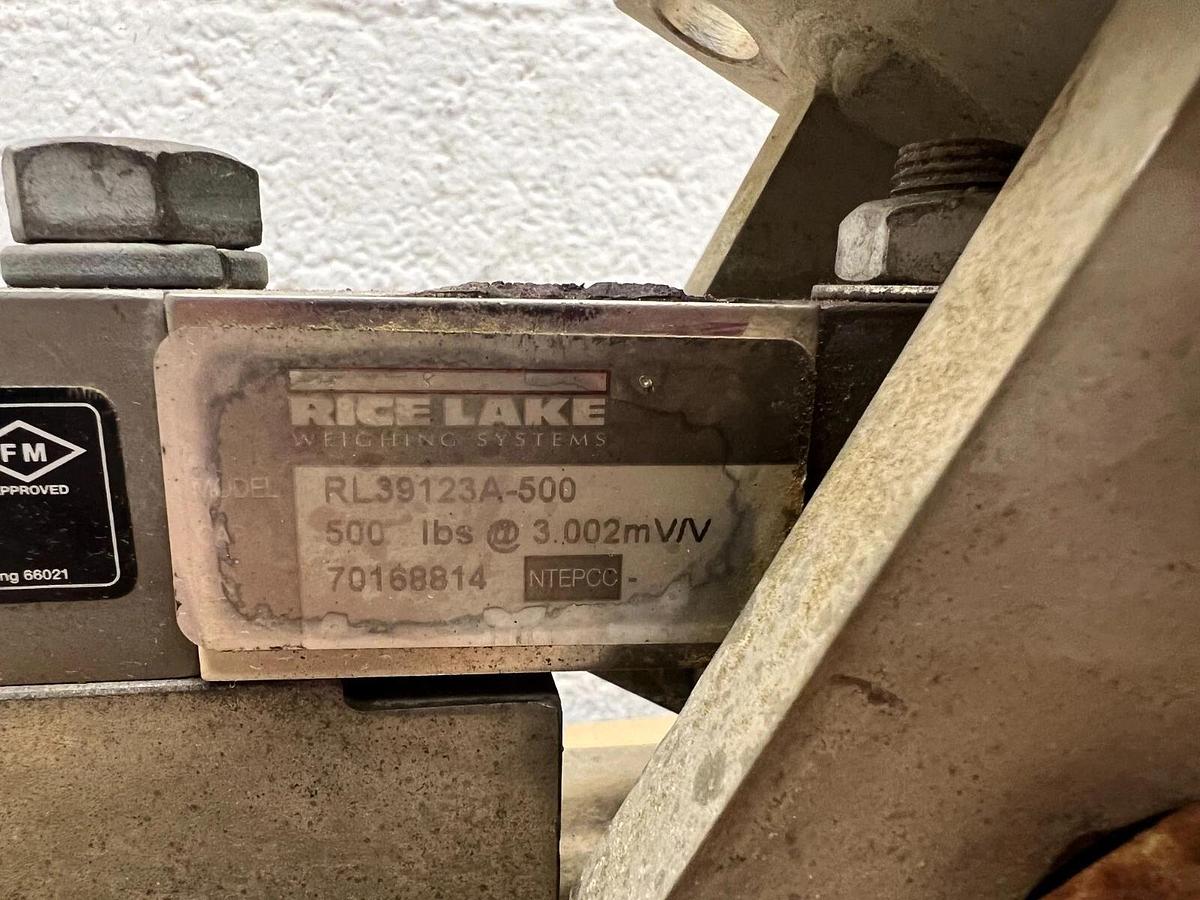 RICE LAKE
WEIGHING SYSTEMS
MODEL RL39123A-500
500 lbs @ 3.002mV/V
70168814 NTEPCC -
FM
APPROVED
ng 66021